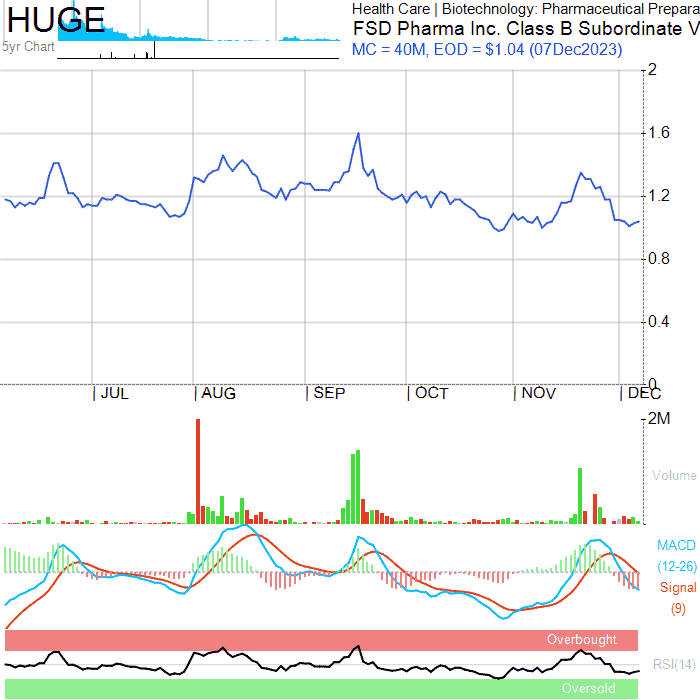 HUGE
5yr Chart
Health Care | Biotechnology: Pharmaceutical Prepara
FSD Pharma Inc. Class B Subordinate V
MC = 40M, EOD = $1.04 (07Dec2023)
2
1.6
1.2
0.8
0.4
0
JUL AUG SEP OCT NOV DEC
2M
Volume
MACD
(12-26)
Signal
(9)
Overbought
RSI(14)
Oversold